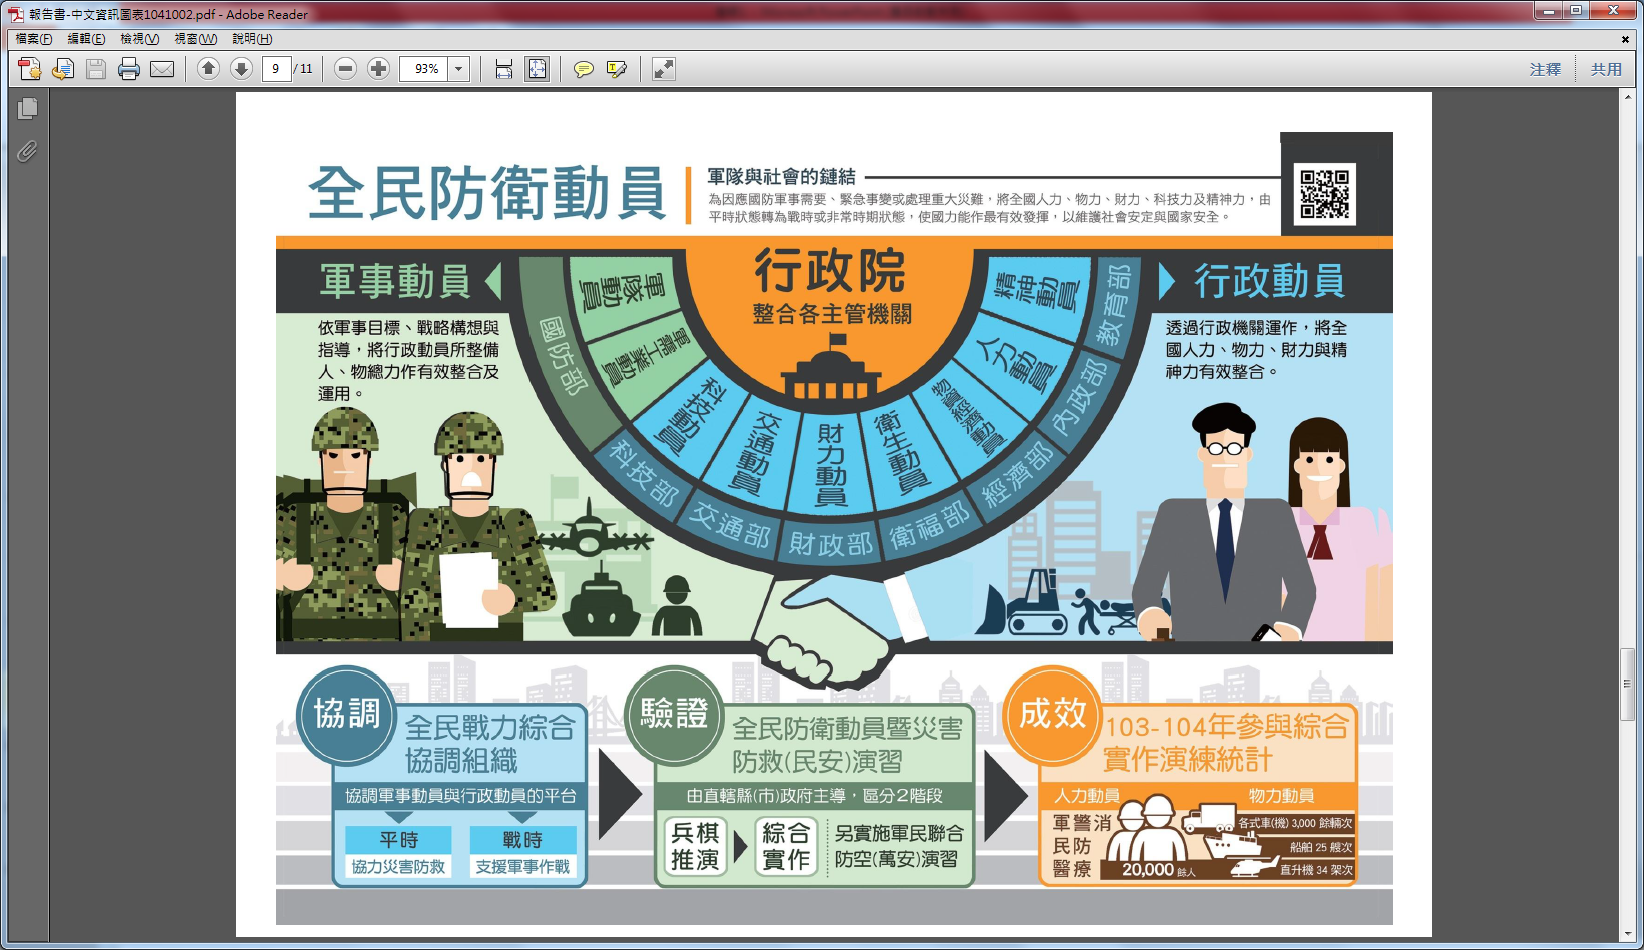 報告書-中文資訊圖表1041002.pdf - Adobe Reader
檔案(F) 編輯(E) 檢視(V) 視窗(W) 說明(H)
9 / 11 93% 注釋 共用
全民防衛動員
軍隊與社會的鏈結
為因應國防軍事需要、緊急事變或處理重大災難，將全國人力、物力、財力、科技力及精神力，由
平時狀態轉為戰時或非常時期狀態，使國力能作最有效發揮，以維護社會安定與國家安全。
行政院
整合各主管機關
軍事動員
依軍事目標、戰略構想與
指導，將行政動員所整備
人、物總力作有效整合及
運用。
行政動員
透過行政機關運作，將全
國人力、物力、財力與精
神力有效整合。
軍隊動員
軍需工業動員
科技動員
交通動員
財力動員
衛生動員
物資經濟動員
人力動員
精神動員
國防部
科技部
交通部
財政部
衛福部
經濟部
內政部
教育部
協調
全民戰力綜合
協調組織
協調軍事動員與行政動員的平台
平時
協力災害防救
戰時
支援軍事作戰
驗證
全民防衛動員暨災害
防救(民安)演習
由直轄縣(市)政府主導，區分2階段
兵棋
推演
綜合
實作
另實施軍民聯合
防空(萬安)演習
成效
103-104年參與綜合
實作演練統計
人力動員
軍警消
民防
醫療
20,000 餘人
物力動員
各式車(機) 3,000 餘輛次
船舶 25 艘次
直升機 34 架次